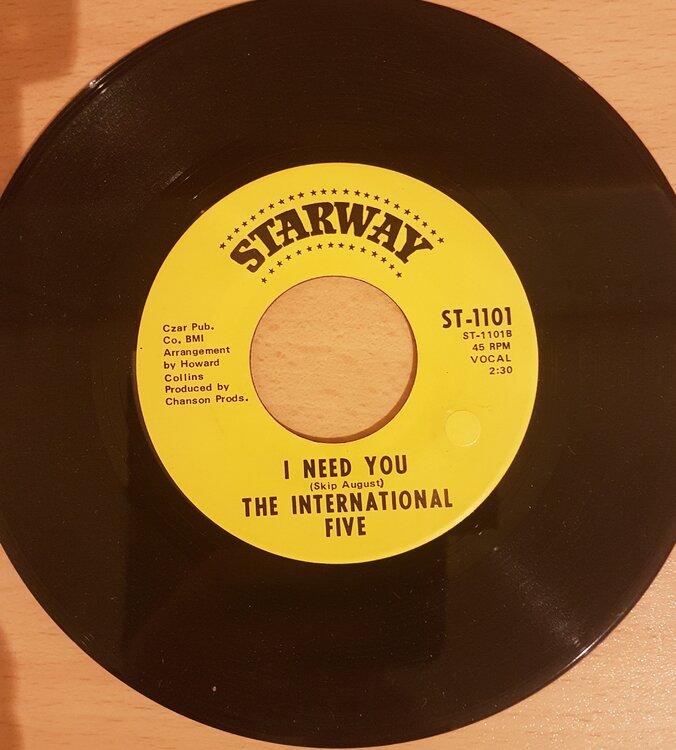 STARWAY
Czar Pub.
Co. BMI
Arrangement
by Howard
Collins
Produced by
Chanson Prods.
ST-1101
ST-1101B
45 RPM
VOCAL
2:30
I NEED YOU
(Skip August)
THE INTERNATIONAL
FIVE